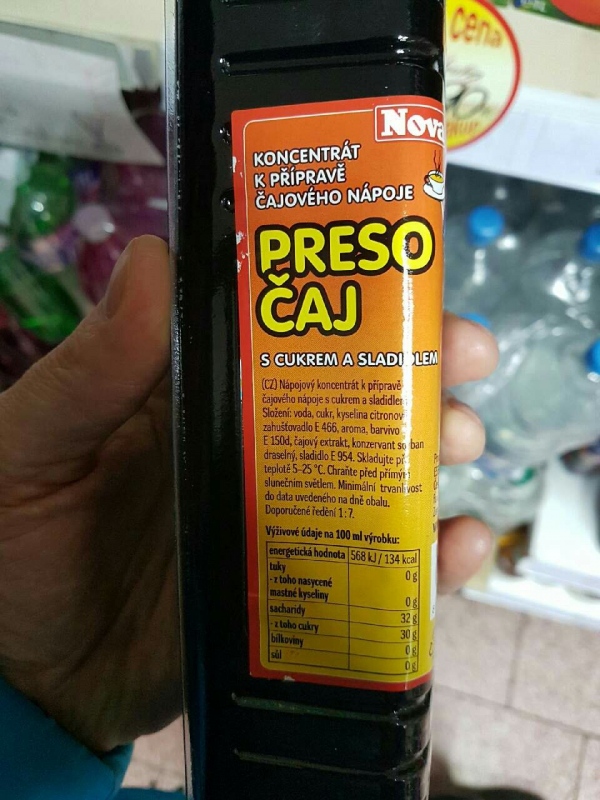 cena
Nova
KONCENTRÁT
K PŘÍPRAVĚ
ČAJOVÉHO NÁPOJE
PRESO
ČAJ
S CUKREM A SLADIDLEM
(CZ) Nápojový koncentrát k přípravě
čajového nápoje s cukrem a sladidlem
Složení: voda, cukr, kyselina citronov
zahušťovadlo E 466, aroma, barvivo
E 150d, čajový extrakt, konzervant sorban
draselný, sladidlo E 954. Skladujte při
teplotě 5-25 °C. Chraňte před přímým
slunečním světlem. Minimální trvanlivost
do data uvedeného na dně obalu.
Doporučené ředění 1 : 7.
Výživové údaje na 100 ml výrobku:
energetická hodnota 568 kJ / 134 kcal
tuky 0 g
- z toho nasycené
mastné kyseliny 0 g
sacharidy 32 g
- z toho cukry 30 g
bílkoviny 0 g
sůl 0 g